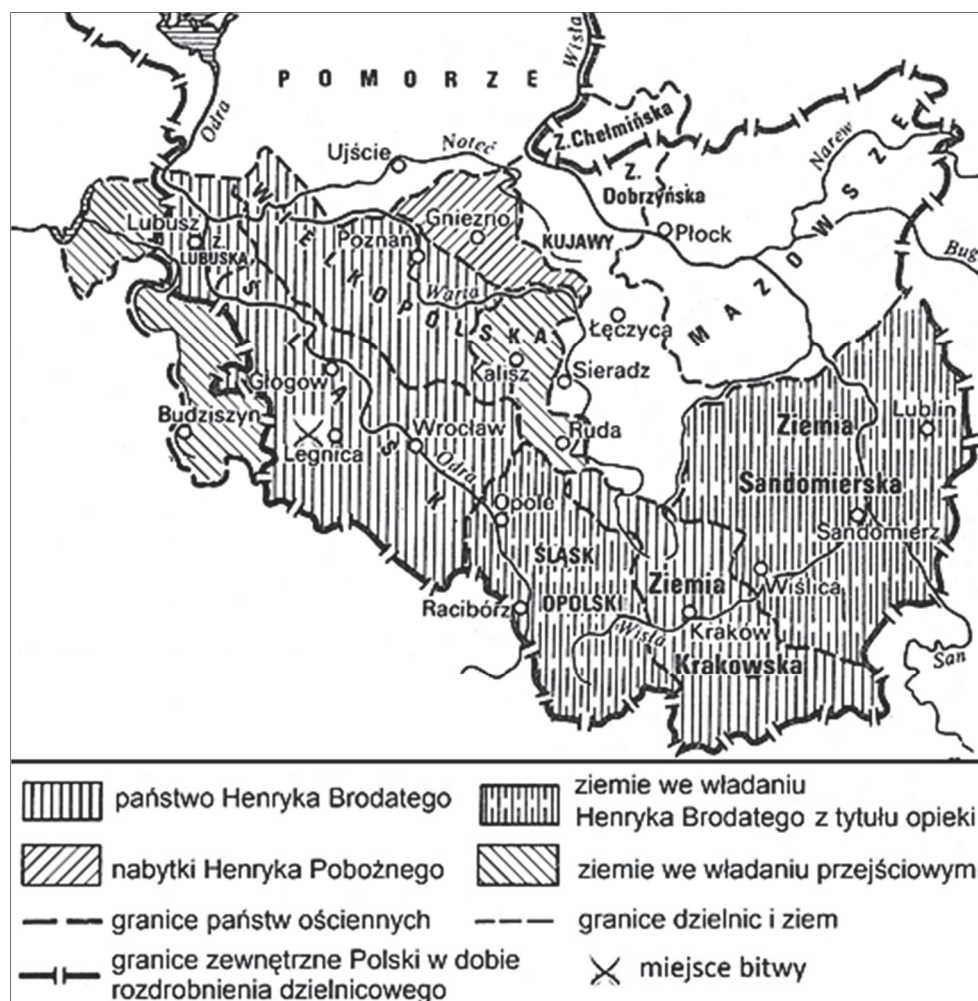 Wisła
POMORZE
Odra
Z. Chełmińska
Narew
Noteć
Ujście
Z.
Dobrzyńska
Lubusz
Gniezno
MAZOWSZE
Poznań
KUJAWY
Płock
Z.
LUBUSKA
WIELKOPOLSKA
Bug
Warta
Łęczyca
ŚLĄSK
Głogów
Kalisz
Sieradz
Budziszyn
Wrocław
Ruda
Ziemia
Lublin
Legnica
Odra
Sandomierska
Opole
Sandomierz
ŚLĄSK
Ziemia
Wiślica
Racibórz
OPOLSKI
Wisła
Kraków
Krakowska
San
państwo Henryka Brodatego
ziemie we władaniu
Henryka Brodatego z tytułu opieki
nabytki Henryka Pobożnego
ziemie we władaniu przejściowym
granice państw ościennych
granice dzielnic i ziem
granice zewnętrzne Polski w dobie
rozdrobnienia dzielnicowego
miejsce bitwy